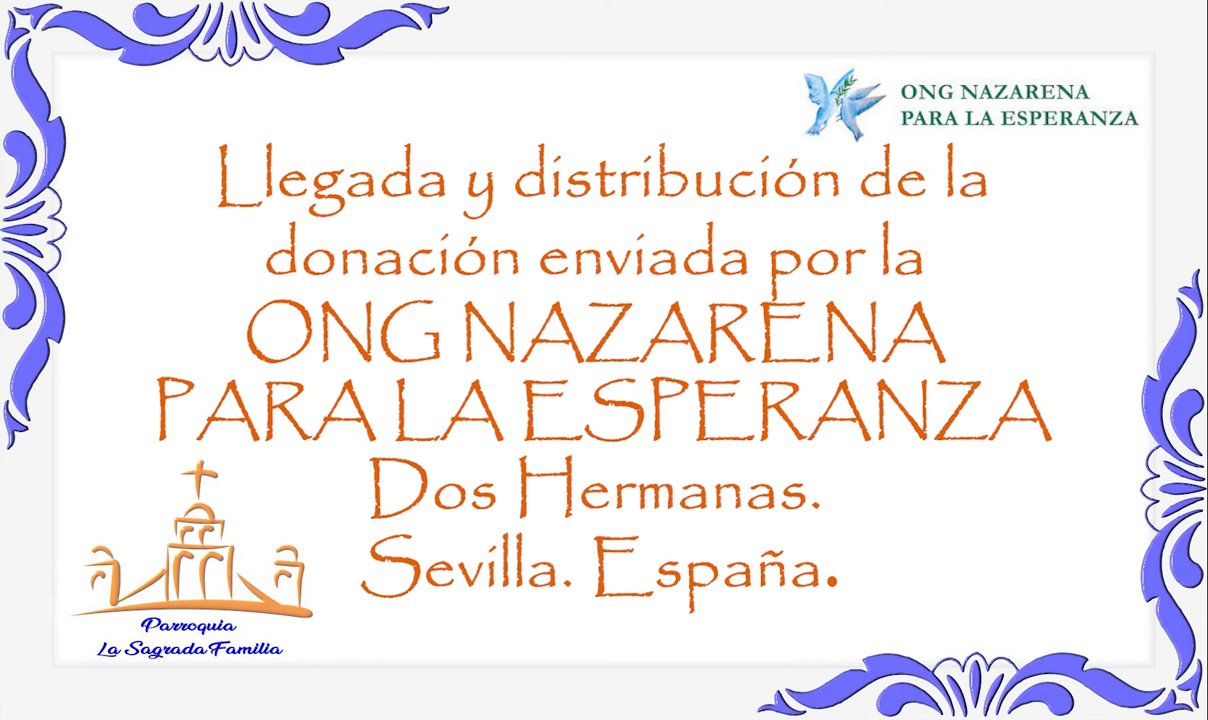 ONG NAZARENA
PARA LA ESPERANZA
Llegada y distribución de la
donación enviada por la
ONG NAZARENA
PARA LA ESPERANZA
Dos Hermanas.
Sevilla. España.
Parroquia
La Sagrada Familia